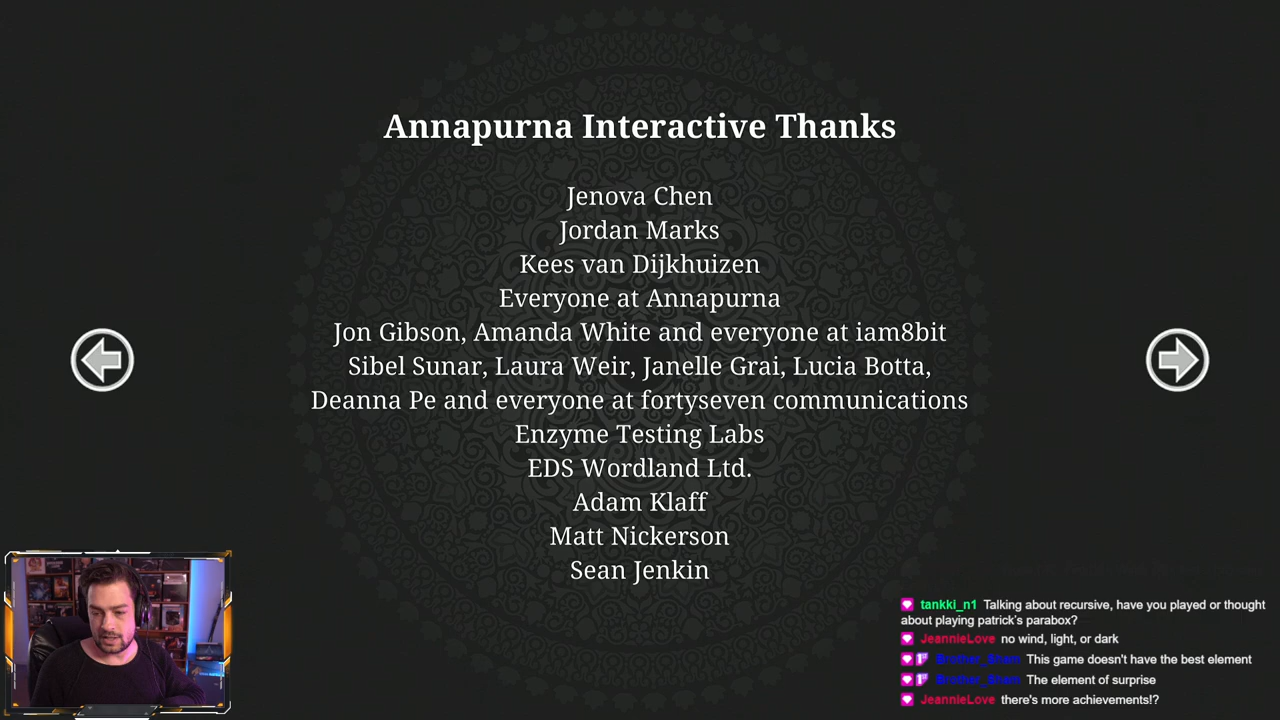 Annapurna Interactive Thanks
Jenova Chen
Jordan Marks
Kees van Dijkhuizen
Everyone at Annapurna
Jon Gibson, Amanda White and everyone at iam8bit
Sibel Sunar, Laura Weir, Janelle Grai, Lucia Botta,
Deanna Pe and everyone at fortyseven communications
Enzyme Testing Labs
EDS Wordland Ltd.
Adam Klaff
Matt Nickerson
Sean Jenkin
tankki_n1 Talking about recursive, have you played or thought
about playing patrick's parabox?
JeannieLove no wind, light, or dark
This game doesn't have the best element
The element of surprise
JeannieLove there's more achievements!?